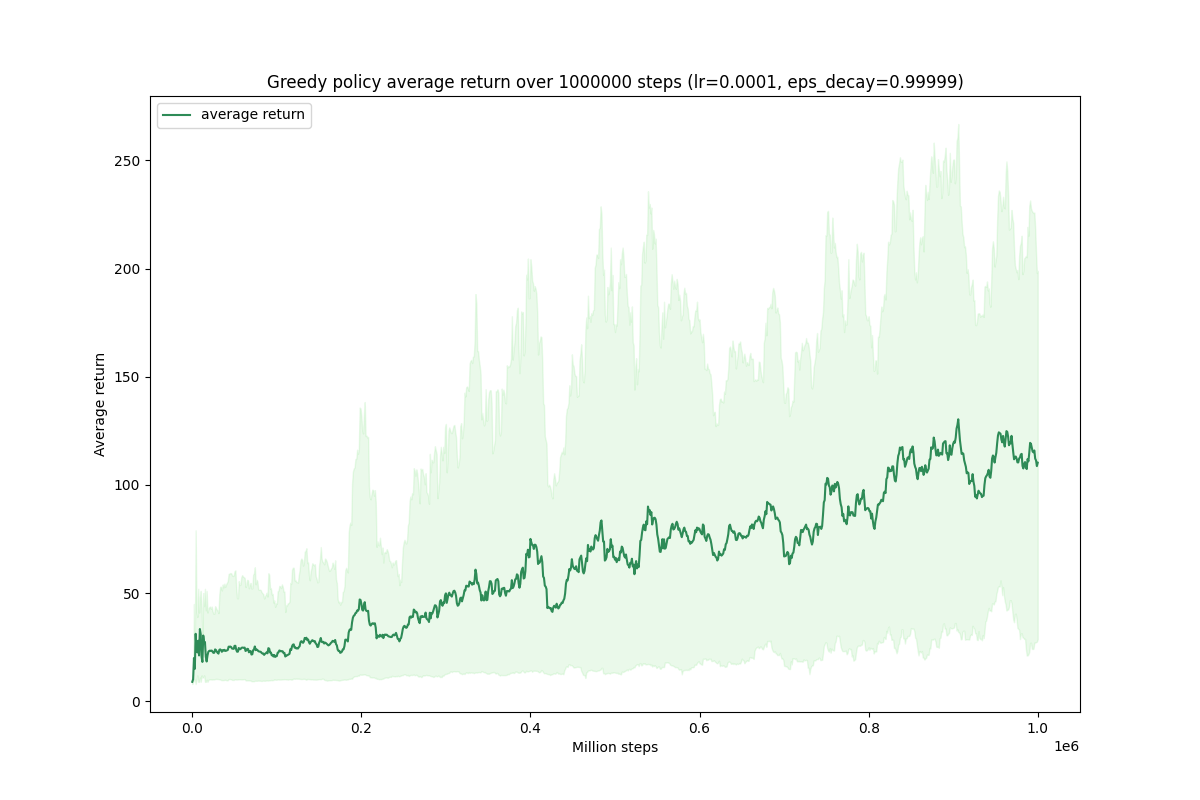 Greedy policy average return over 1000000 steps (lr=0.0001, eps_decay=0.99999)
average return
Average return
250
200
150
100
50
0
0.0
0.2
0.4
0.6
0.8
1.0
1e6
Million steps